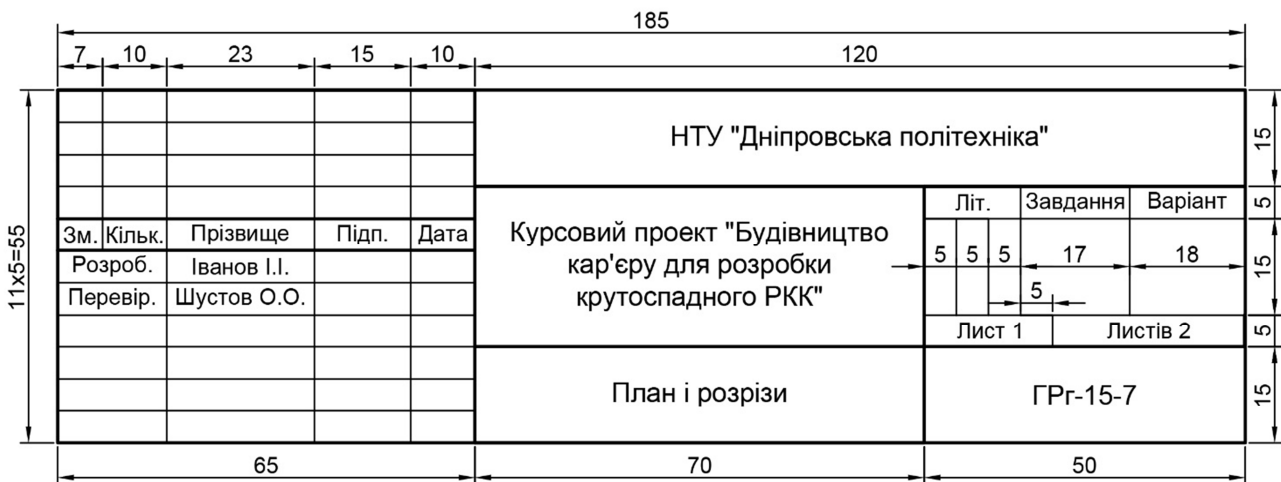 185
7 10 23 15 10 120
НТУ "Дніпровська політехніка"
15
Літ. Завдання Варіант
5
Зм. Кільк. Прізвище Підп. Дата
Курсовий проект "Будівництво
кар'єру для розробки
крутоспадного РКК"
5 5 5 17 18
15
Розроб. Іванов І.І.
Перевір. Шустов О.О.
5
11x5=55
Лист 1 Листів 2
5
План і розрізи
ГРг-15-7
15
65 70 50